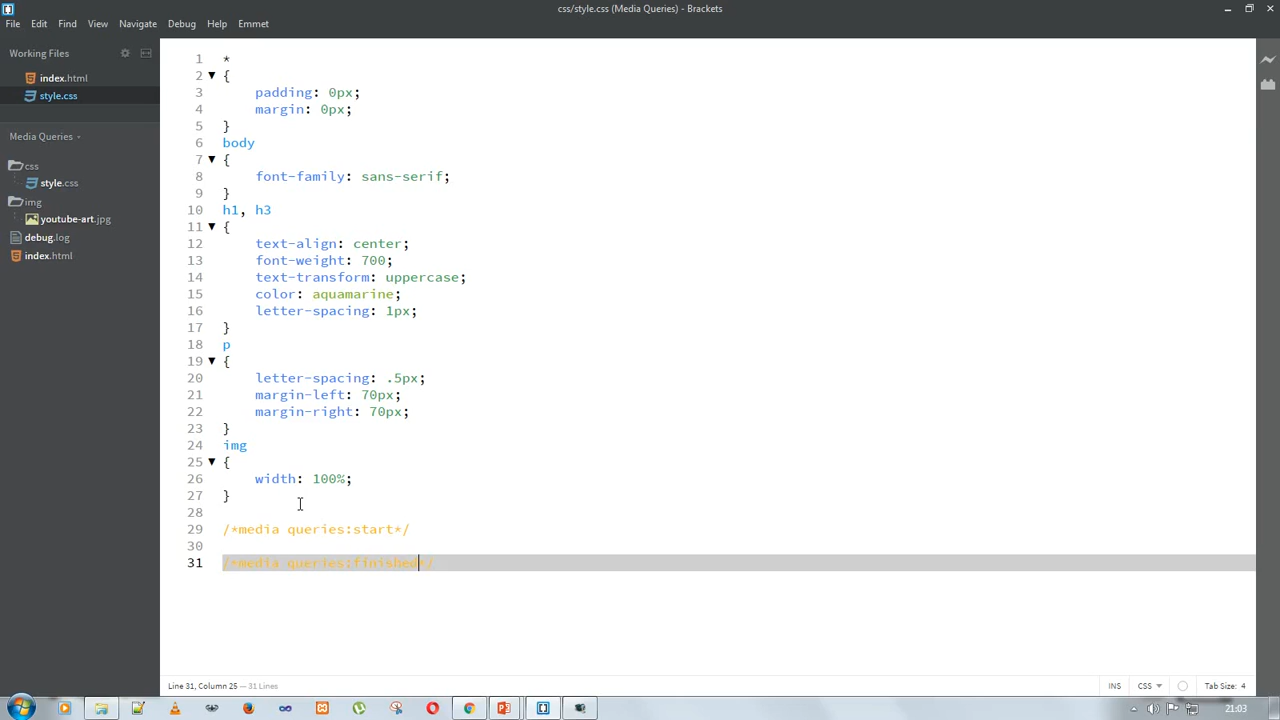 css/style.css (Media Queries) - Brackets
File Edit Find View Navigate Debug Help Emmet
Working Files
index.html
style.css
Media Queries
css
style.css
img
youtube-art.jpg
debug.log
index.html
1 *
2 {
3 padding: 0px;
4 margin: 0px;
5 }
6 body
7 {
8 font-family: sans-serif;
9 }
10 h1, h3
11 {
12 text-align: center;
13 font-weight: 700;
14 text-transform: uppercase;
15 color: aquamarine;
16 letter-spacing: 1px;
17 }
18 p
19 {
20 letter-spacing: .5px;
21 margin-left: 70px;
22 margin-right: 70px;
23 }
24 img
25 {
26 width: 100%;
27 }
28
29 /*media queries:start*/
30
31 /*media queries:finished*/
Line 31, Column 25 — 31 Lines
INS CSS Tab Size: 4
21:03